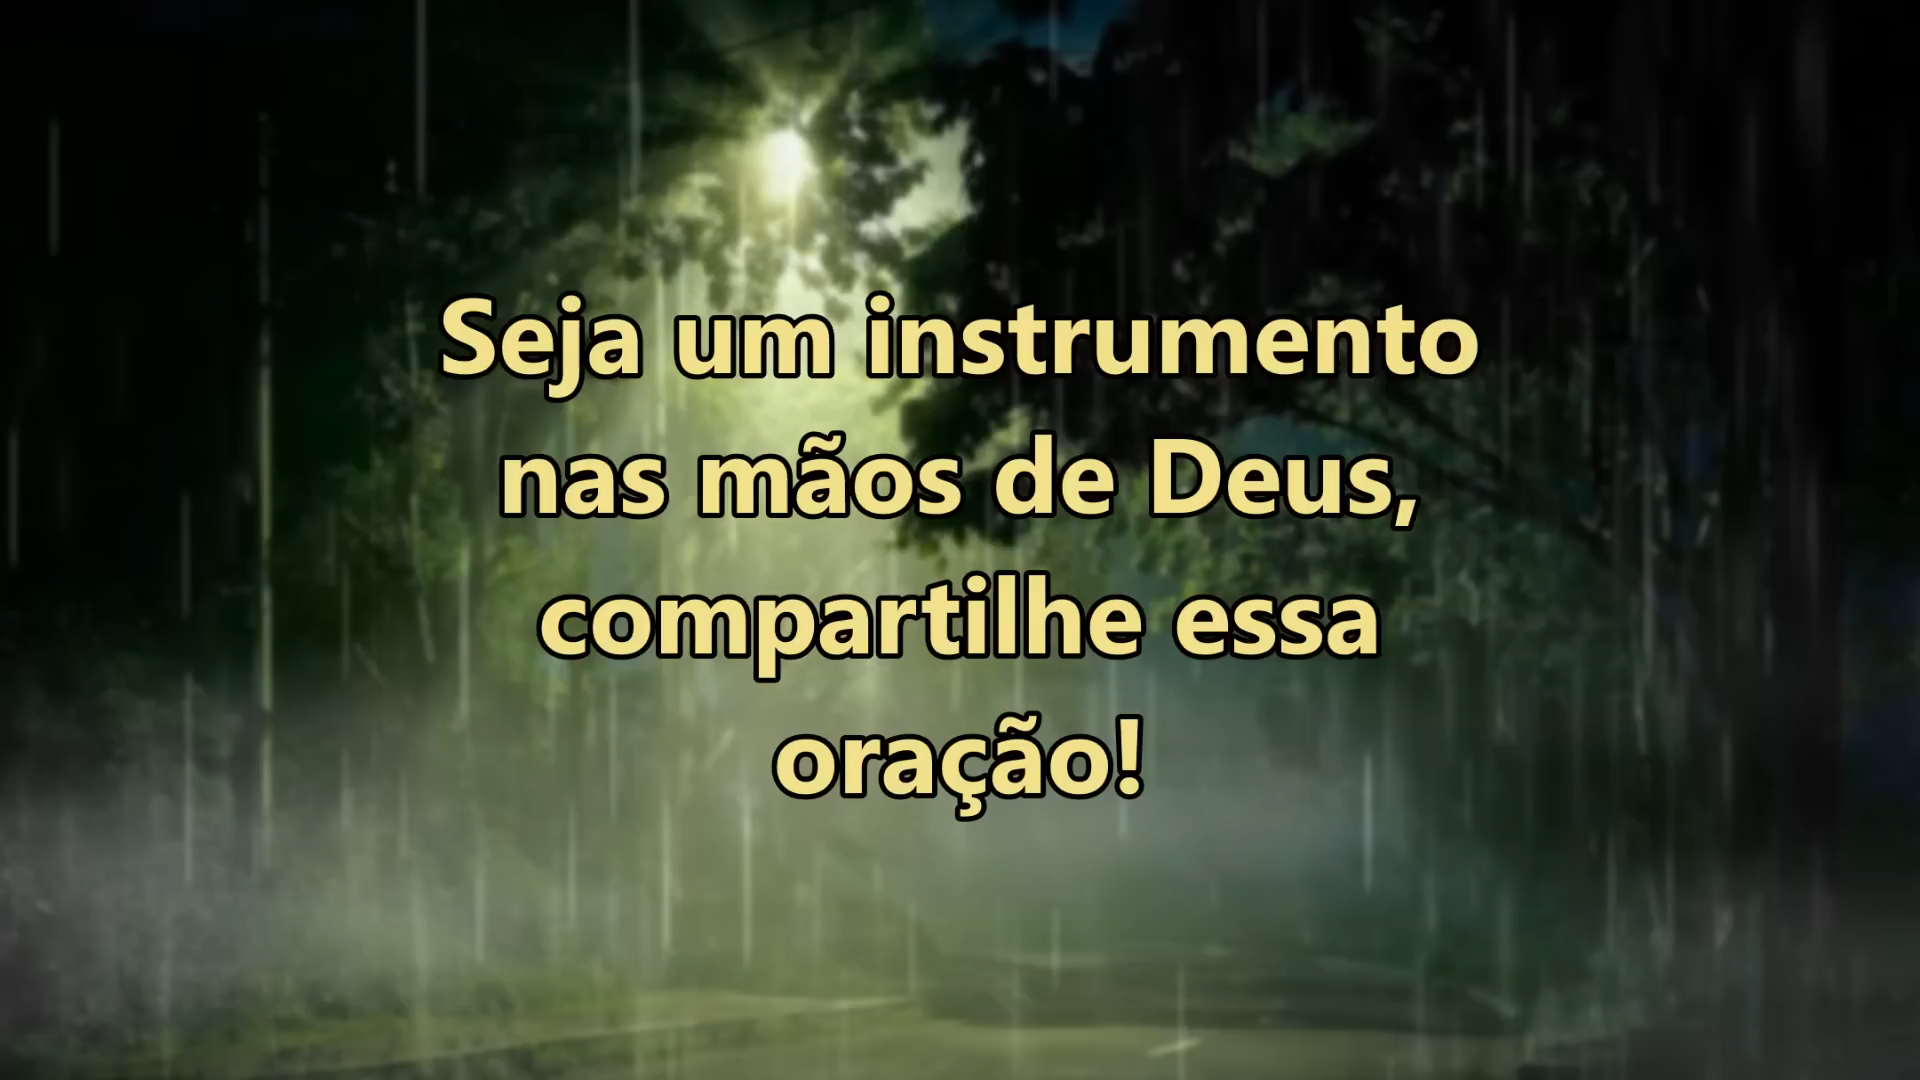 Seja um instrumento
nas mãos de Deus,
compartilhe essa
oração!